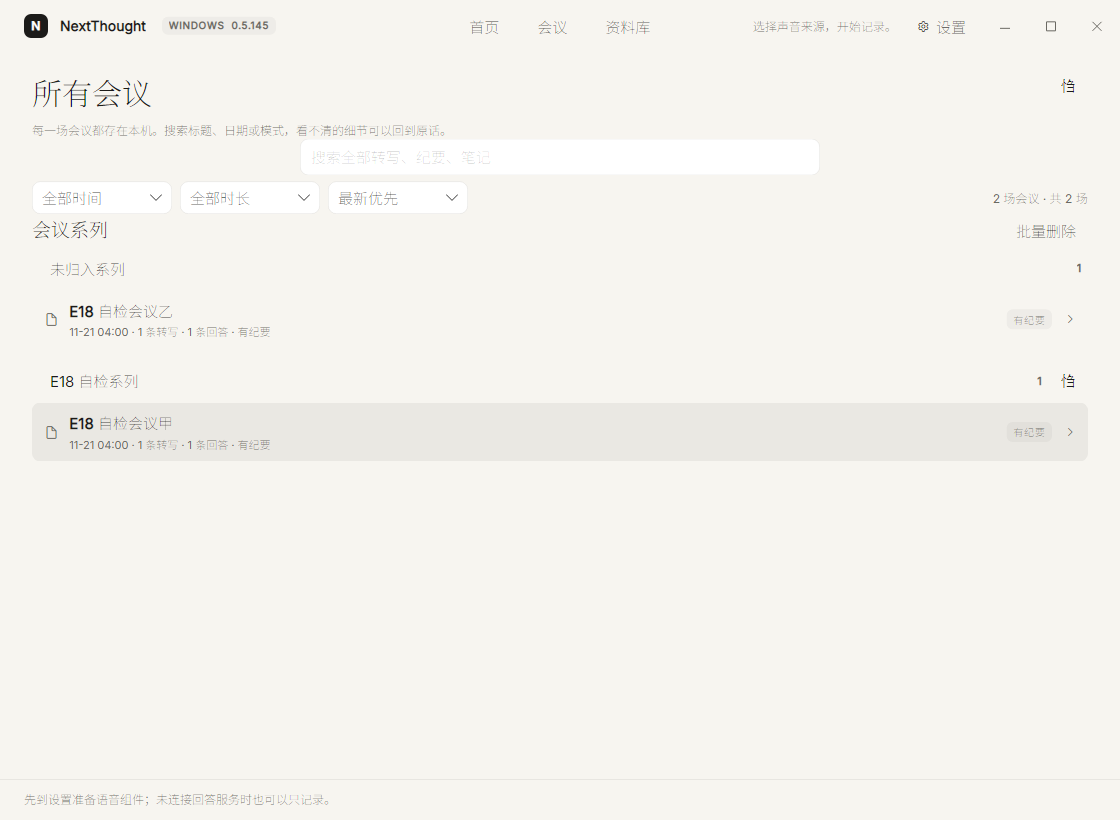 N NextThought WINDOWS 0.5.145 首页 会议 资料库 选择声音来源，开始记录。 设置
所有会议
每一场会议都存在本机。搜索标题、日期或模式，看不清的细节可以回到原话。
搜索全部转写、纪要、笔记
全部时间 全部时长 最新优先 2 场会议 · 共 2 场
会议系列 批量删除
未归入系列 1
E18 自检会议乙
11-21 04:00 · 1 条转写 · 1 条回答 · 有纪要 有纪要
E18 自检系列 1
E18 自检会议甲
11-21 04:00 · 1 条转写 · 1 条回答 · 有纪要 有纪要
先到设置准备语音组件；未连接回答服务时也可以只记录。